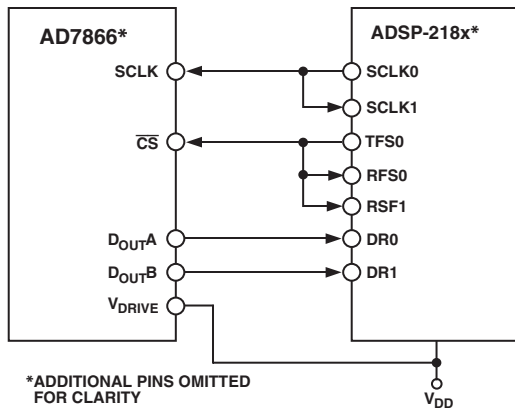 AD7866*
ADSP-218x*
SCLK
SCLK0
SCLK1
CS
TFS0
RFS0
RSF1
DOUTA
DR0
DOUTB
DR1
VDRIVE
*ADDITIONAL PINS OMITTED
FOR CLARITY
VDD